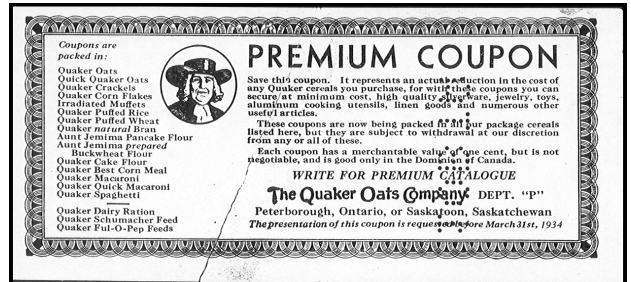 Coupons are
packed in:
Quaker Oats
Quick Quaker Oats
Quaker Crackels
Quaker Corn Flakes
Irradiated Muffets
Quaker Puffed Rice
Quaker Puffed Wheat
Quaker natural Bran
Aunt Jemima Pancake Flour
Aunt Jemima prepared
Buckwheat Flour
Quaker Cake Flour
Quaker Best Corn Meal
Quaker Macaroni
Quaker Quick Macaroni
Quaker Spaghetti
Quaker Dairy Ration
Quaker Schumacher Feed
Quaker Ful-O-Pep Feeds
PREMIUM COUPON
Save this coupon. It represents an actual reduction in the cost of
any Quaker cereals you purchase, for with these coupons you can
secure at minimum cost, high quality silverware, jewelry, toys,
aluminum cooking utensils, linen goods and numerous other
useful articles.
These coupons are now being packed in all our package cereals
listed here, but they are subject to withdrawal at our discretion
from any or all of these.
Each coupon has a merchantable value of one cent, but is not
negotiable, and is good only in the Dominion of Canada.
WRITE FOR PREMIUM CATALOGUE
The Quaker Oats Company DEPT. "P"
Peterborough, Ontario, or Saskatoon, Saskatchewan
The presentation of this coupon is requested before March 31st, 1934